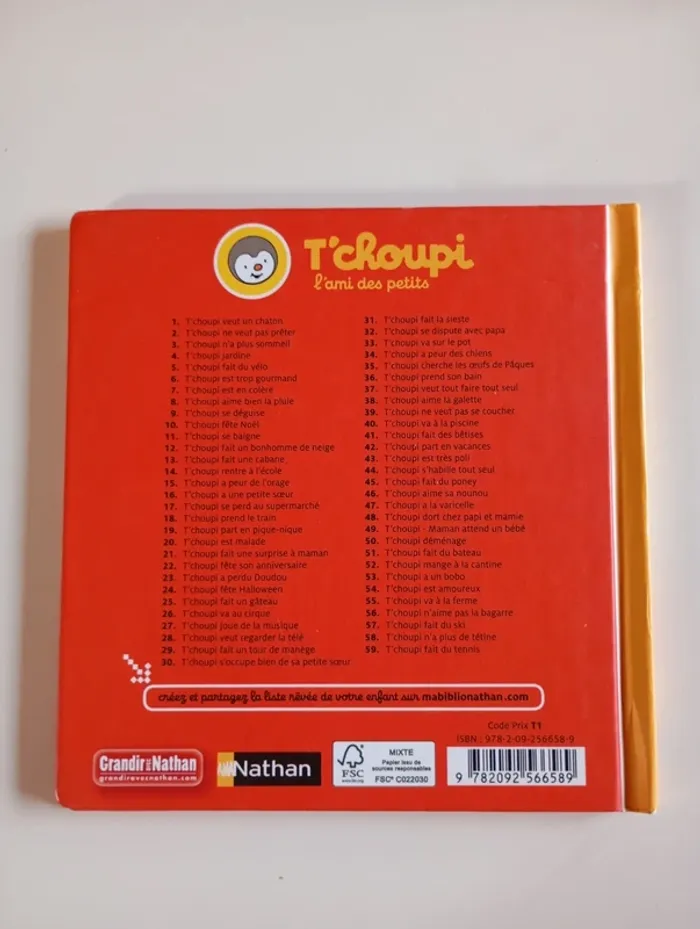 T'choupi
l'ami des petits
1. T'choupi veut un chaton
2. T'choupi ne veut pas prêter
3. T'choupi n'a plus sommeil
4. T'choupi jardine
5. T'choupi fait du vélo
6. T'choupi est trop gourmand
7. T'choupi est en colère
8. T'choupi aime bien la pluie
9. T'choupi se déguise
10. T'choupi fête Noël
11. T'choupi se baigne
12. T'choupi fait un bonhomme de neige
13. T'choupi fait une cabane
14. T'choupi rentre à l'école
15. T'choupi a peur de l'orage
16. T'choupi a une petite sœur
17. T'choupi se perd au supermarché
18. T'choupi prend le train
19. T'choupi part en pique-nique
20. T'choupi est malade
21. T'choupi fait une surprise à maman
22. T'choupi fête son anniversaire
23. T'choupi a perdu Doudou
24. T'choupi fête Halloween
25. T'choupi fait un gâteau
26. T'choupi va au cirque
27. T'choupi joue de la musique
28. T'choupi veut regarder la télé
29. T'choupi fait un tour de manège
30. T'choupi s'occupe bien de sa petite sœur
31. T'choupi fait la sieste
32. T'choupi se dispute avec papa
33. T'choupi va sur le pot
34. T'choupi a peur des chiens
35. T'choupi cherche les œufs de Pâques
36. T'choupi prend son bain
37. T'choupi veut tout faire tout seul
38. T'choupi aime la galette
39. T'choupi ne veut pas se coucher
40. T'choupi va à la piscine
41. T'choupi fait des bêtises
42. T'choupi part en vacances
43. T'choupi est très poli
44. T'choupi s'habille tout seul
45. T'choupi fait du poney
46. T'choupi aime sa nounou
47. T'choupi a la varicelle
48. T'choupi dort chez papi et mamie
49. T'choupi - Maman attend un bébé
50. T'choupi déménage
51. T'choupi fait du bateau
52. T'choupi mange à la cantine
53. T'choupi a un bobo
54. T'choupi est amoureux
55. T'choupi va à la ferme
56. T'choupi n'aime pas la bagarre
57. T'choupi fait du ski
58. T'choupi n'a plus de tétine
59. T'choupi fait du tennis
créez et partagez la liste rêvée de votre enfant sur mabiblionathan.com
Code Prix T1
ISBN : 978-2-09-256658-9
Grandir avec Nathan
grandiravecnathan.com
Nathan
FSC
www.fsc.org
MIXTE
Papier issu de
sources responsables
FSC® C022030
9 782092 566589